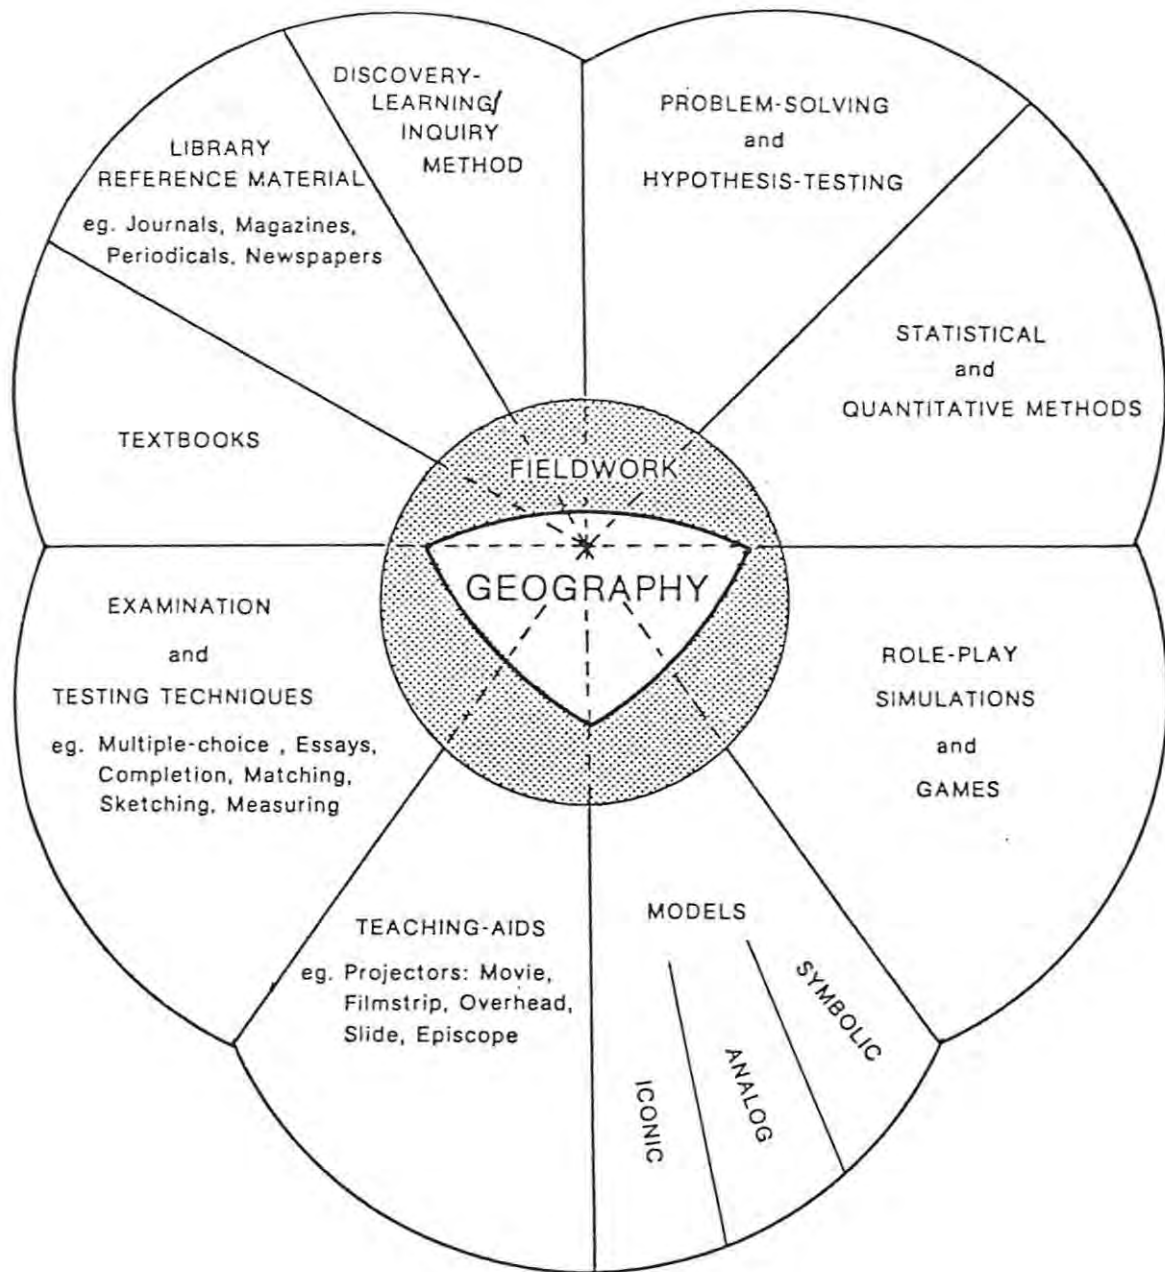 DISCOVERY-
LEARNING/
INQUIRY
METHOD
PROBLEM-SOLVING
and
HYPOTHESIS-TESTING
LIBRARY
REFERENCE MATERIAL
eg. Journals, Magazines,
Periodicals, Newspapers
STATISTICAL
and
QUANTITATIVE METHODS
TEXTBOOKS
FIELDWORK
GEOGRAPHY
EXAMINATION
and
TESTING TECHNIQUES
eg. Multiple-choice , Essays,
Completion, Matching,
Sketching, Measuring
ROLE-PLAY
SIMULATIONS
and
GAMES
TEACHING-AIDS
eg. Projectors: Movie,
Filmstrip, Overhead,
Slide, Episcope
MODELS
ICONIC
ANALOG
SYMBOLIC